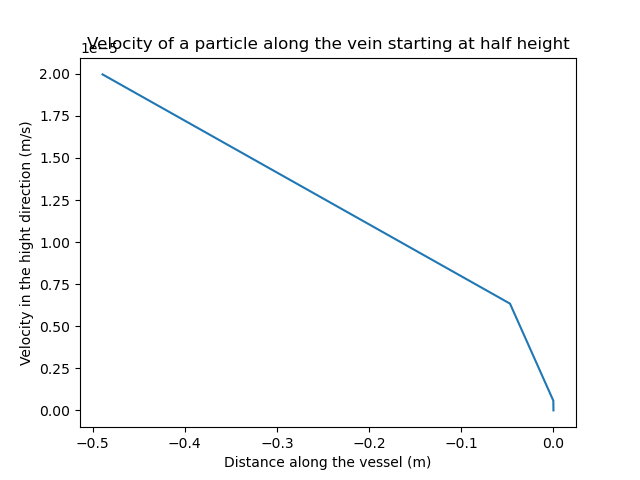 Velocity of a particle along the vein starting at half height
1e−5
2.00
1.75
1.50
1.25
1.00
0.75
0.50
0.25
0.00
Velocity in the hight direction (m/s)
−0.5 −0.4 −0.3 −0.2 −0.1 0.0
Distance along the vessel (m)